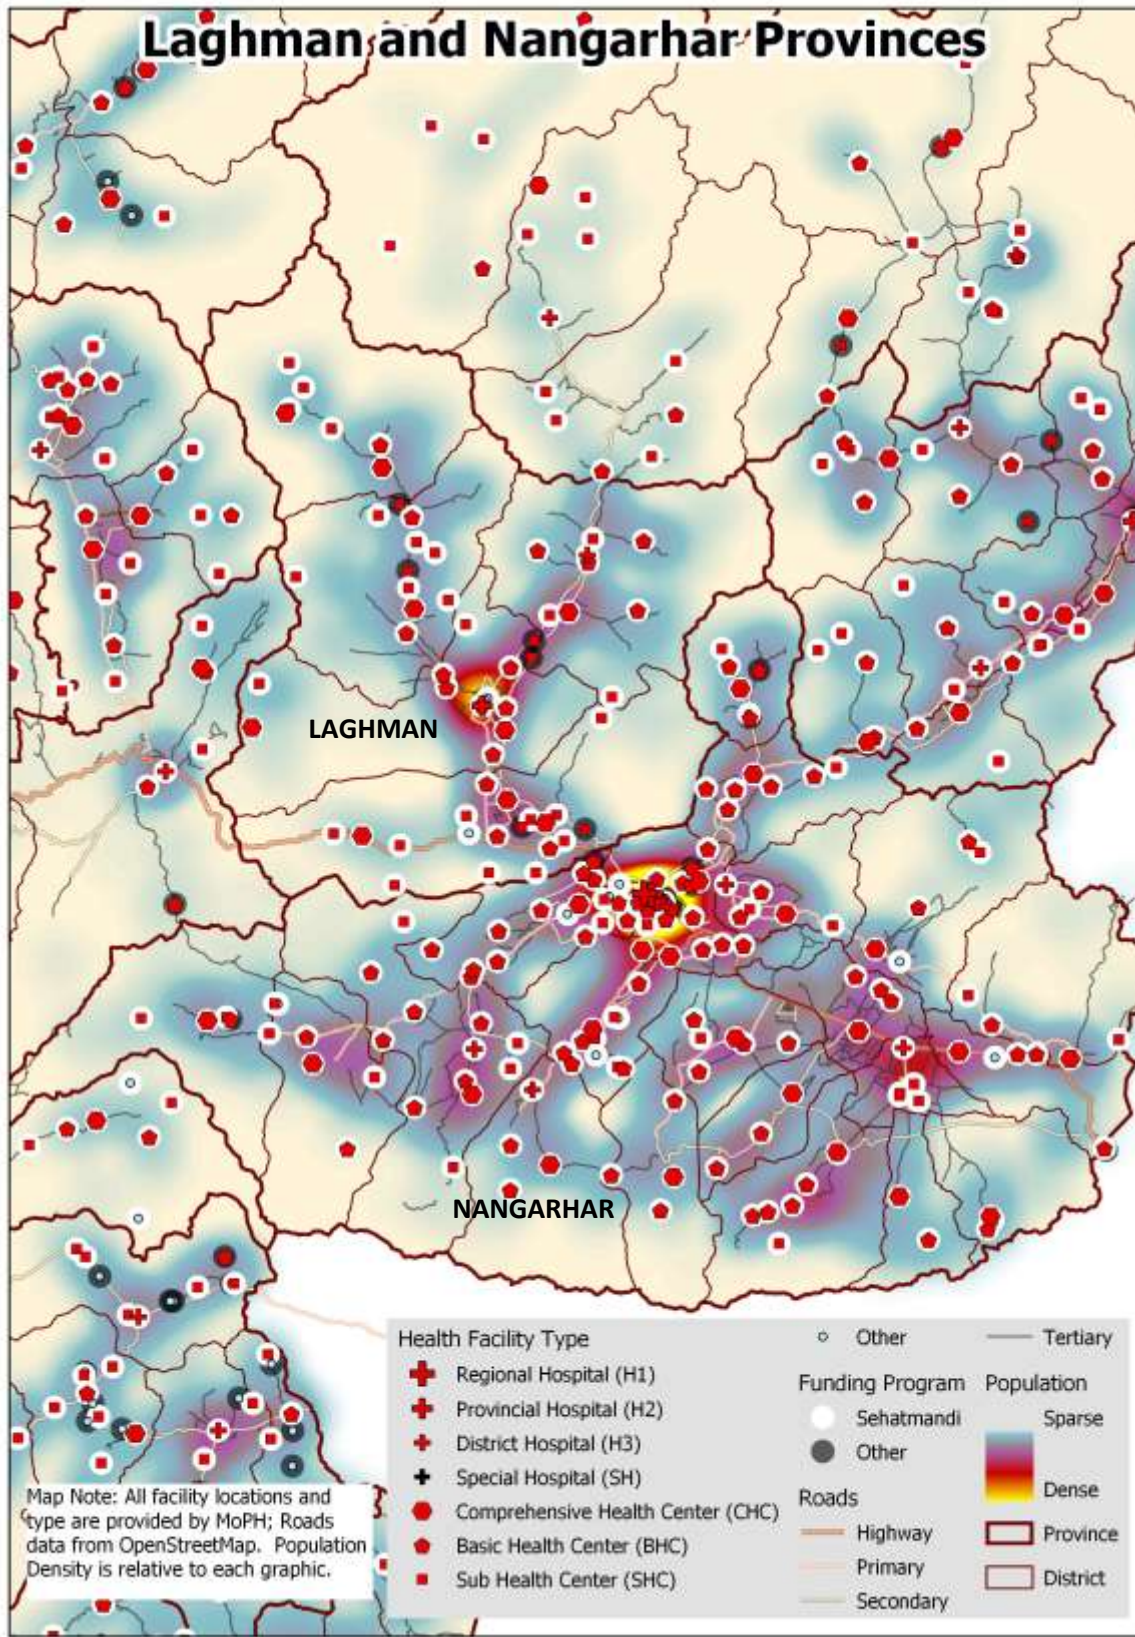 Laghman and Nangarhar Provinces
LAGHMAN
NANGARHAR
Health Facility Type
Regional Hospital (H1)
Provincial Hospital (H2)
District Hospital (H3)
Special Hospital (SH)
Comprehensive Health Center (CHC)
Basic Health Center (BHC)
Sub Health Center (SHC)
Other
Funding Program
Sehatmandi
Other
Roads
Highway
Primary
Secondary
Tertiary
Population
Sparse
Dense
Province
District
Map Note: All facility locations and
type are provided by MoPH; Roads
data from OpenStreetMap. Population
Density is relative to each graphic.